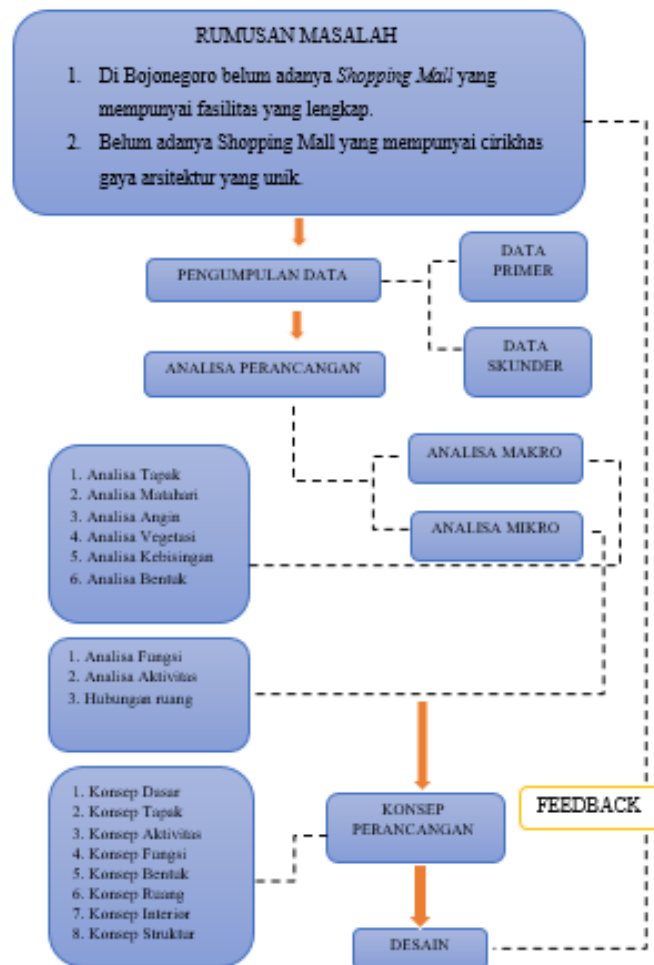 RUMUSAN MASALAH
1. Di Bojonegoro belum adanya Shopping Mall yang
mempunyai fasilitas yang lengkap.
2. Belum adanya Shopping Mall yang mempunyai cirikhas
gaya arsitektur yang unik.
PENGUMPULAN DATA
DATA
PRIMER
DATA
SKUNDER
ANALISA PERANCANGAN
ANALISA MAKRO
ANALISA MIKRO
1. Analisa Tapak
2. Analisa Matahari
3. Analisa Angin
4. Analisa Vegetasi
5. Analisa Kebisingan
6. Analisa Bentuk
1. Analisa Fungsi
2. Analisa Aktivitas
3. Hubungan ruang
KONSEP
PERANCANGAN
FEEDBACK
1. Konsep Dasar
2. Konsep Tapak
3. Konsep Aktivitas
4. Konsep Fungsi
5. Konsep Bentuk
6. Konsep Ruang
7. Konsep Interior
8. Konsep Struktur
DESAIN